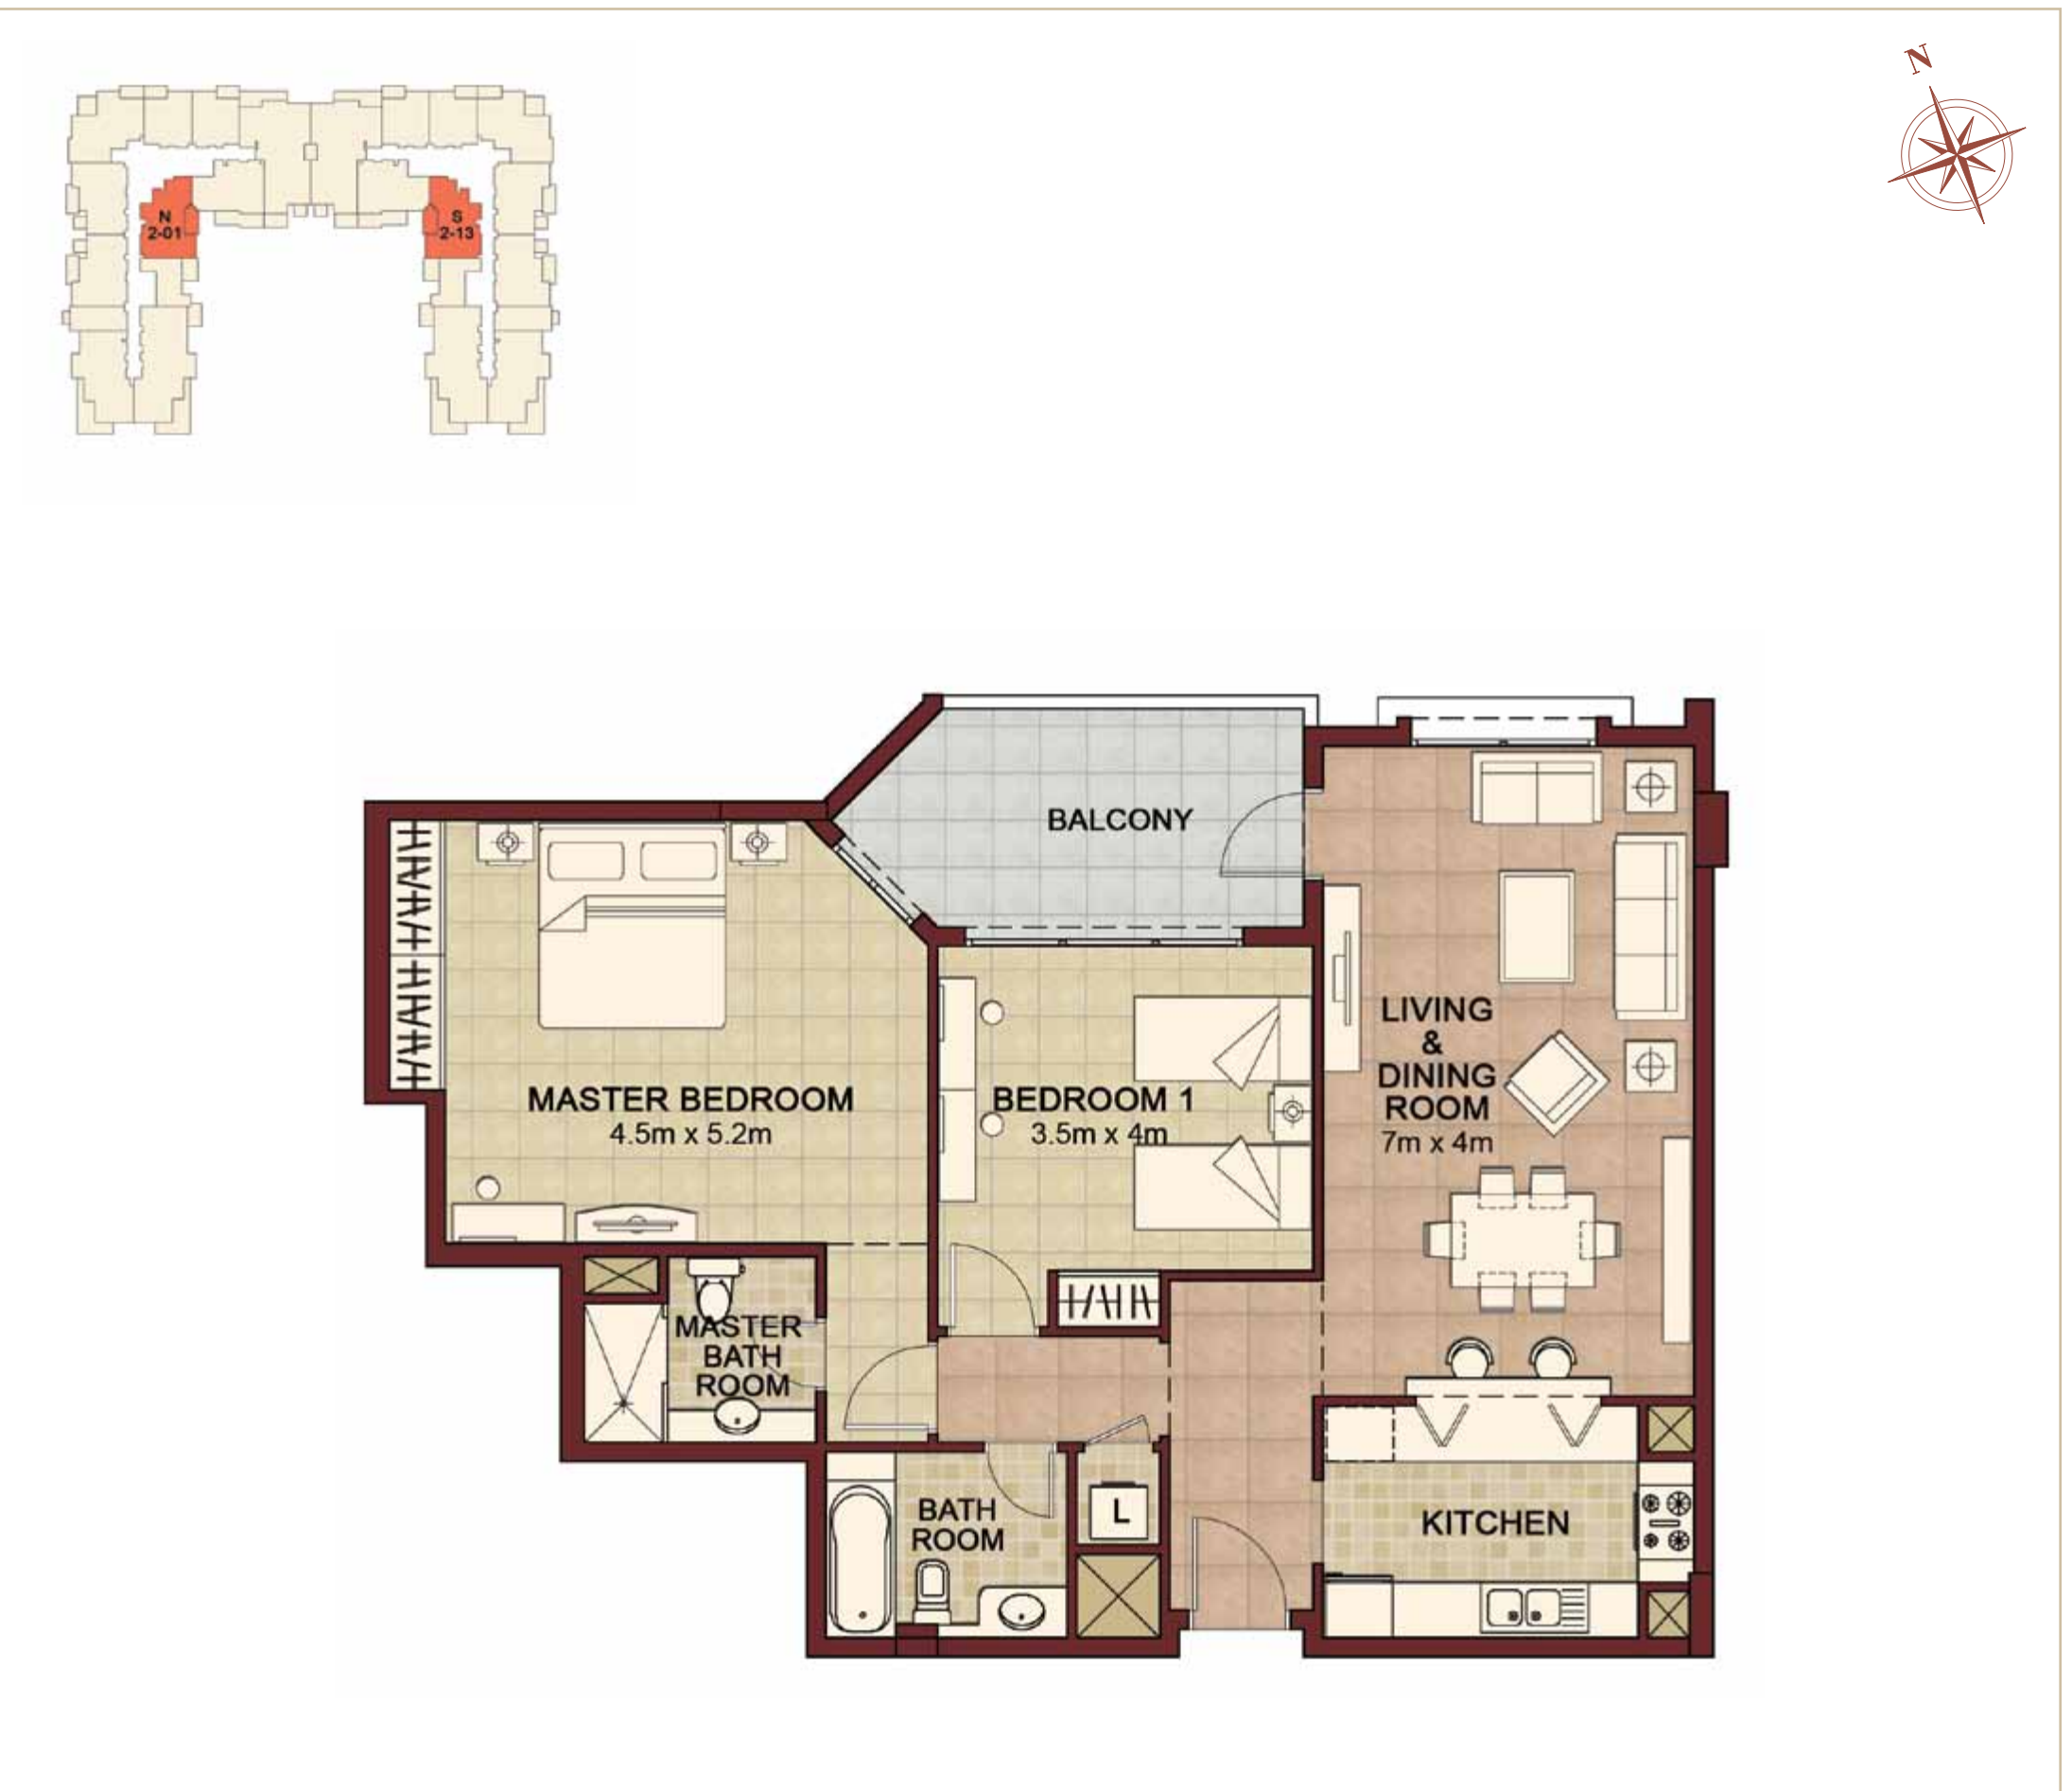 N
N
2-01
S
2-13
BALCONY
LIVING
&
DINING
ROOM
7m x 4m
MASTER BEDROOM
4.5m x 5.2m
BEDROOM 1
3.5m x 4m
MASTER
BATH
ROOM
BATH
ROOM
L
KITCHEN